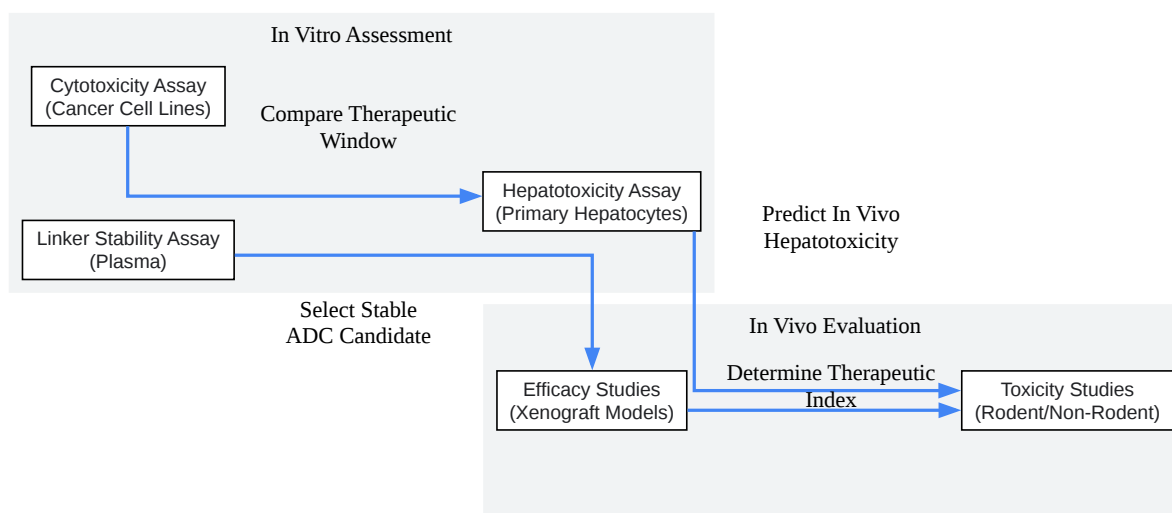 In Vitro Assessment
Cytotoxicity Assay
(Cancer Cell Lines)
Compare Therapeutic
Window
Hepatotoxicity Assay
(Primary Hepatocytes)
Linker Stability Assay
(Plasma)
Predict In Vivo
Hepatotoxicity
Select Stable
ADC Candidate
In Vivo Evaluation
Efficacy Studies
(Xenograft Models)
Determine Therapeutic
Index
Toxicity Studies
(Rodent/Non-Rodent)